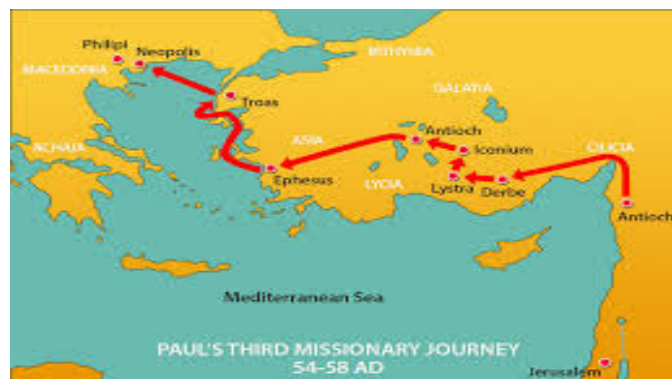 Philipi
Neopolis
BITHYNIA
MACEDONIA
GALATIA
Troas
ACHAIA
ASIA
Antioch
Iconium
CILICIA
Ephesus
LYCIA
Lystra
Derbe
Antioch
Mediterranean Sea
PAUL'S THIRD MISSIONARY JOURNEY
54-58 AD
Jerusalem